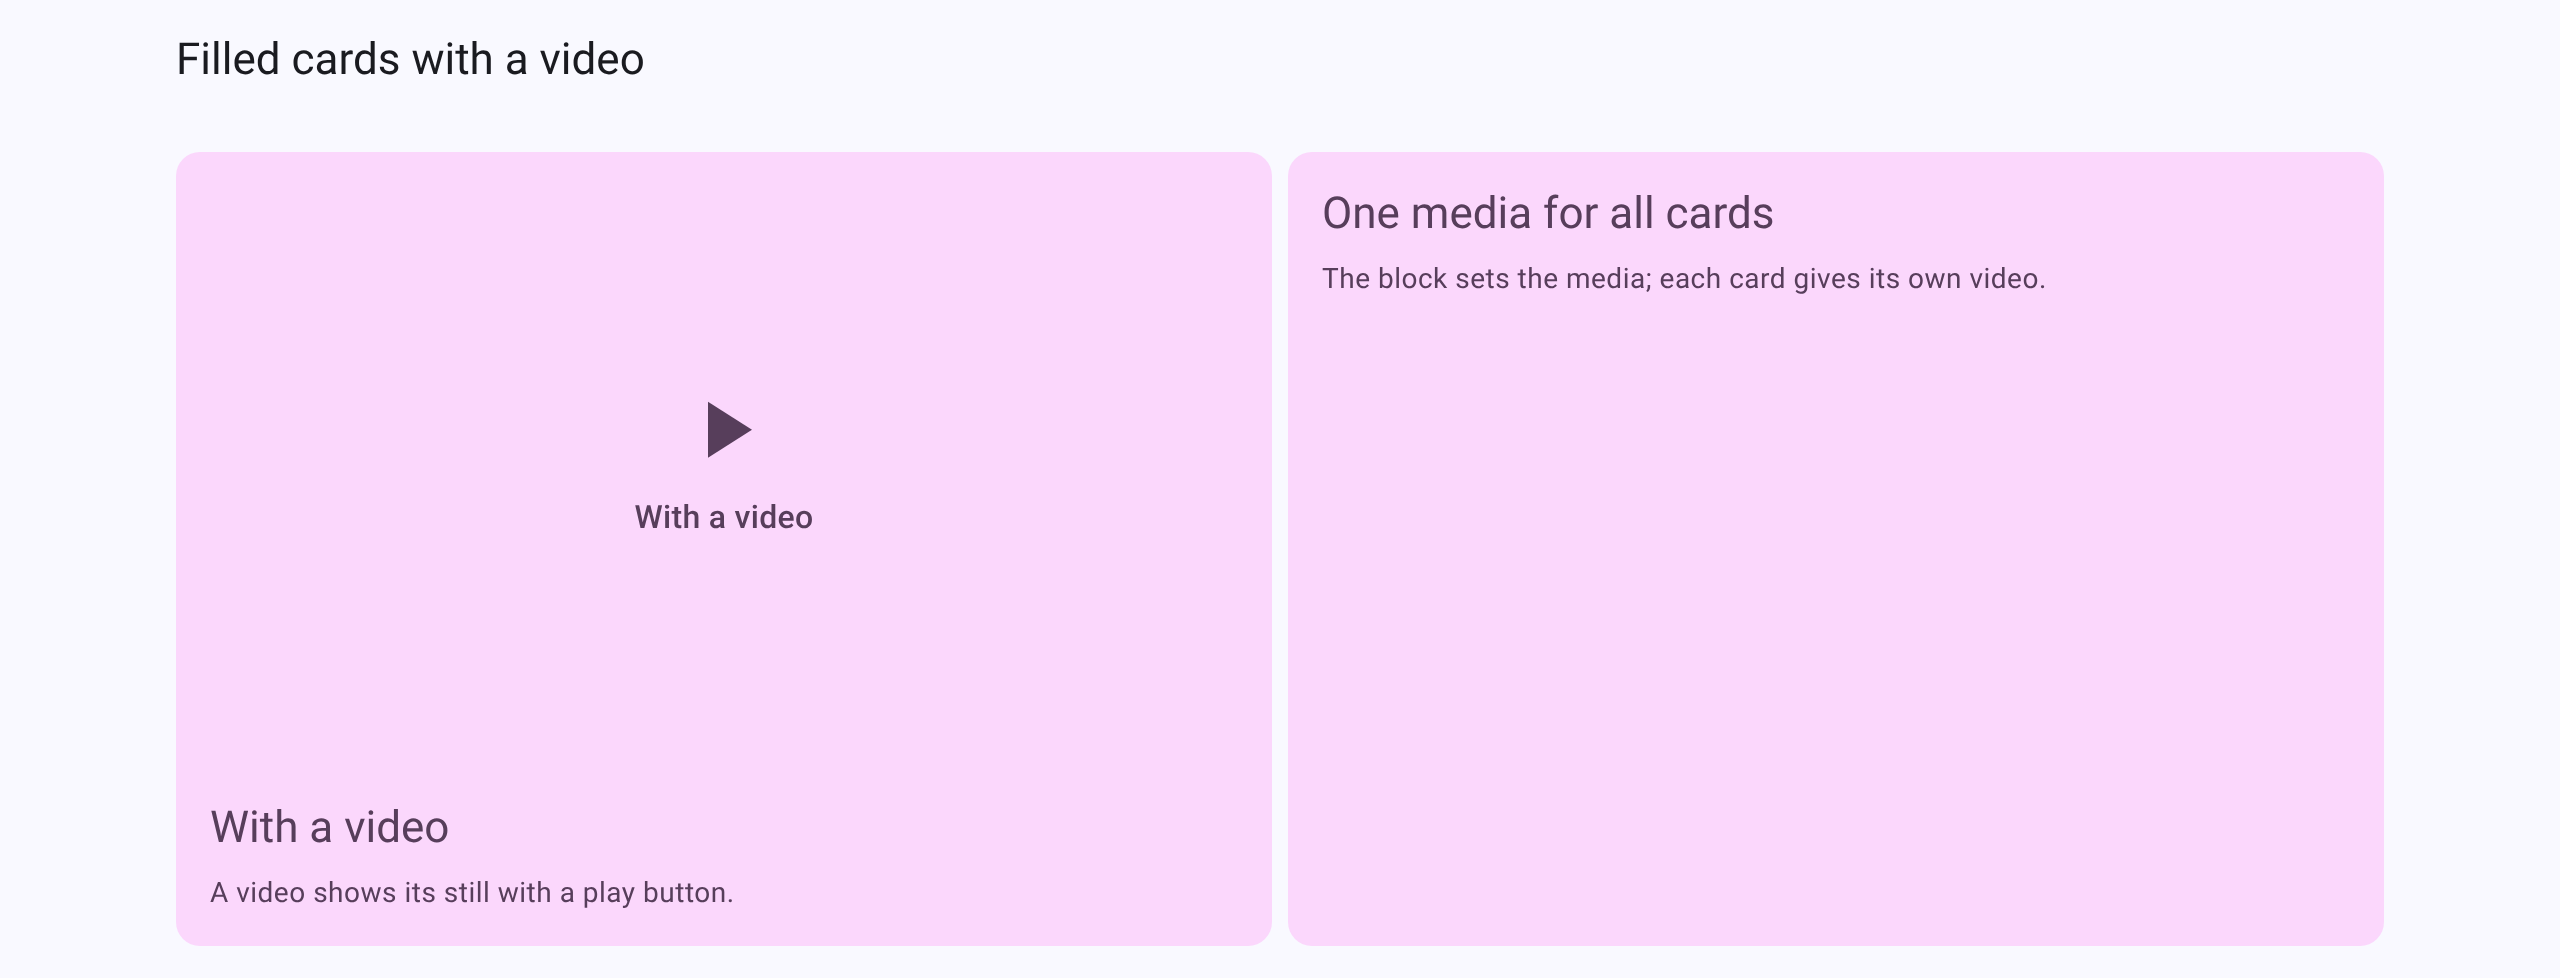 Filled cards with a video
With a video
With a video
A video shows its still with a play button.
One media for all cards
The block sets the media; each card gives its own video.